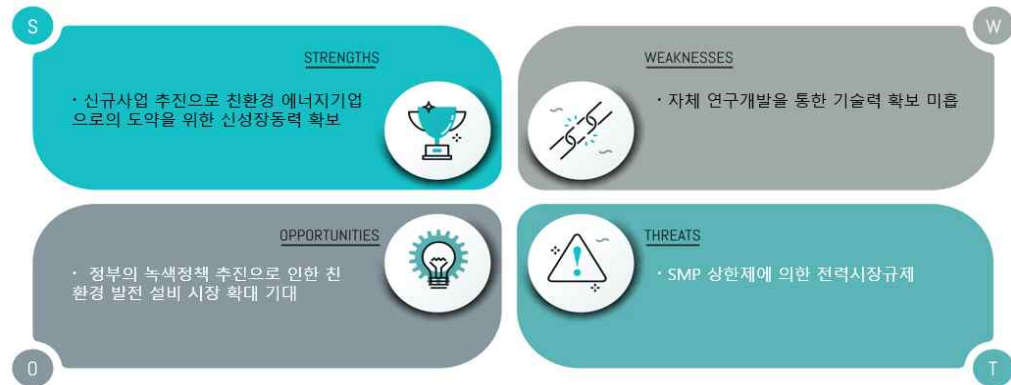 S
STRENGTHS
· 신규사업 추진으로 친환경 에너지기업
으로의 도약을 위한 신성장동력 확보
W
WEAKNESSES
· 자체 연구개발을 통한 기술력 확보 미흡
OPPORTUNITIES
· 정부의 녹색정책 추진으로 인한 친
환경 발전 설비 시장 확대 기대
O
THREATS
· SMP 상한제에 의한 전력시장규제
T